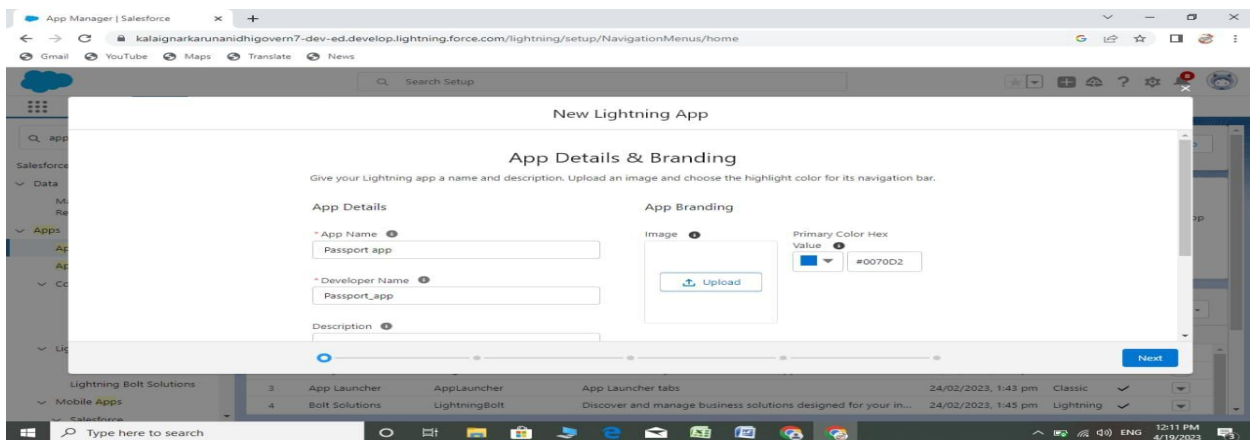 App Manager | Salesforce
kalaignarkarunanidhigovern7-dev-ed.develop.lightning.force.com/lightning/setup/NavigationMenus/home
Gmail YouTube Maps Translate News
Search Setup
New Lightning App
app
App Details & Branding
Salesforce
Give your Lightning app a name and description. Upload an image and choose the highlight color for its navigation bar.
Data
App Details App Branding
Apps
* App Name Image Primary Color Hex
Value
Passport app
#0070D2
* Developer Name
Upload
Passport_app
Description
Next
Lightning Bolt Solutions 3 App Launcher AppLauncher App Launcher tabs 24/02/2023, 1:43 pm Classic
Mobile Apps 4 Bolt Solutions LightningBolt Discover and manage business solutions designed for your in... 24/02/2023, 1:45 pm Lightning
Salesforce
Type here to search ENG 12:11 PM
4/19/2023